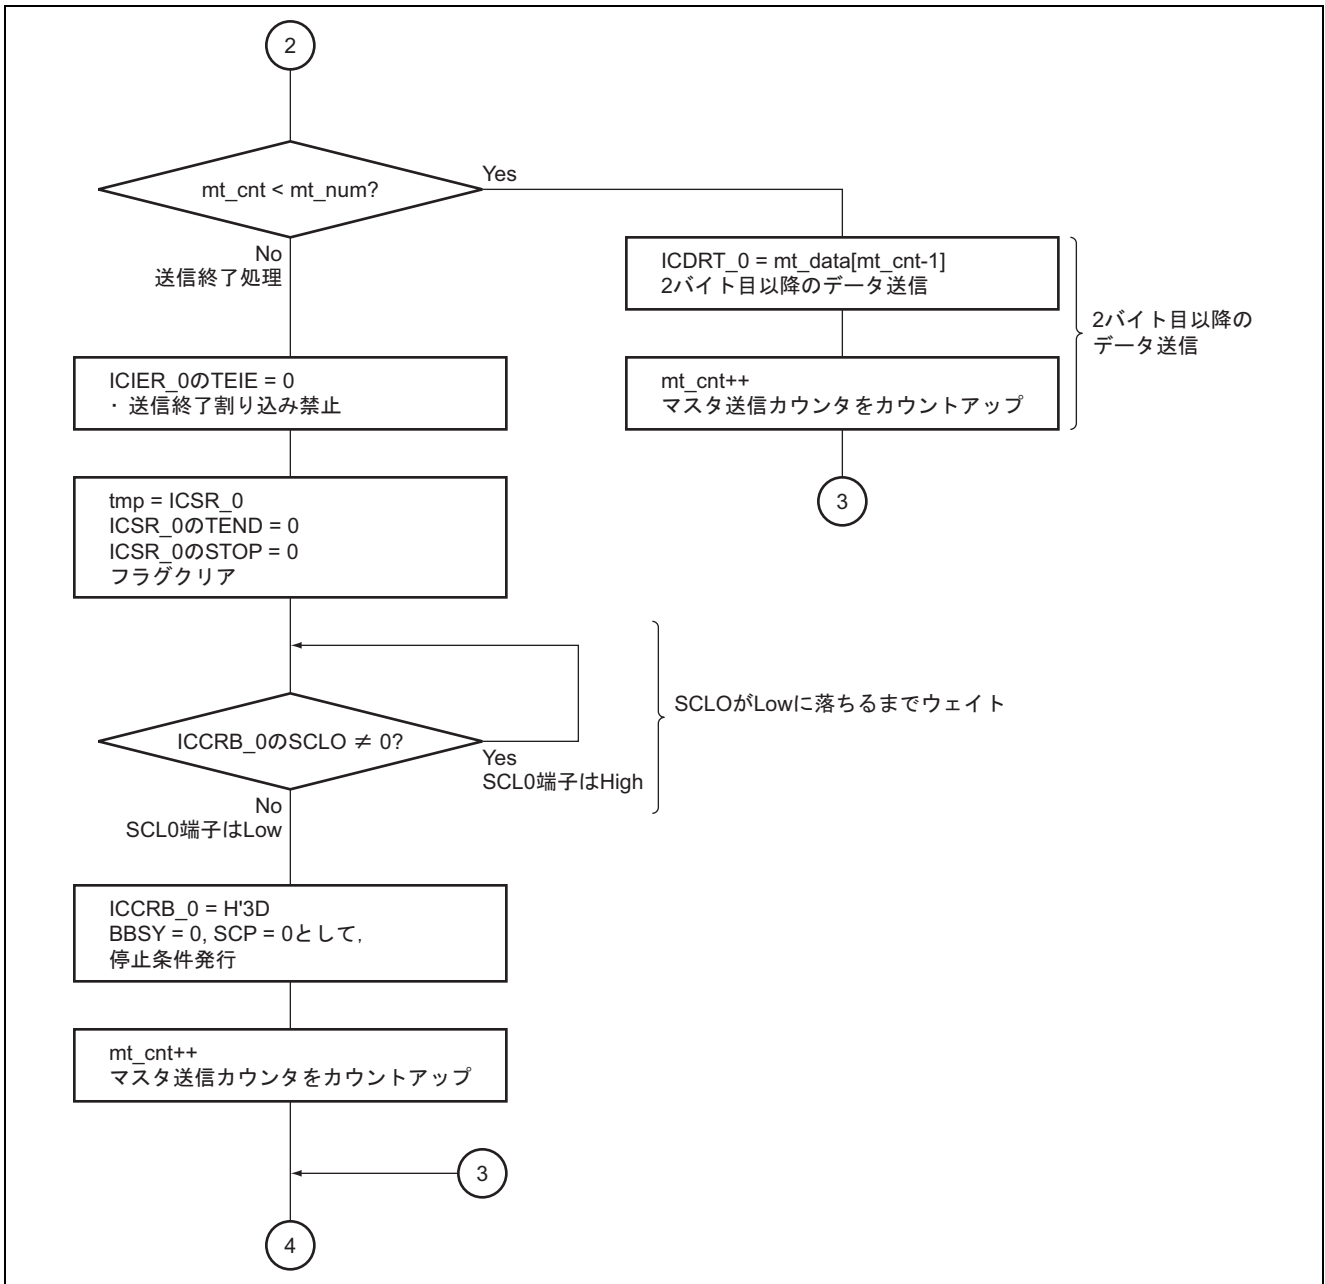 2
mt_cnt < mt_num?
Yes
No
送信終了処理
ICDRT_0 = mt_data[mt_cnt-1]
2バイト目以降のデータ送信
mt_cnt++
マスタ送信カウンタをカウントアップ
2バイト目以降の
データ送信
3
ICIER_0のTEIE = 0
・ 送信終了割り込み禁止
tmp = ICSR_0
ICSR_0のTEND = 0
ICSR_0のSTOP = 0
フラグクリア
ICCRB_0のSCLO ≠ 0?
Yes
SCL0端子はHigh
SCLOがLowに落ちるまでウェイト
No
SCL0端子はLow
ICCRB_0 = H'3D
BBSY = 0, SCP = 0として,
停止条件発行
mt_cnt++
マスタ送信カウンタをカウントアップ
3
4